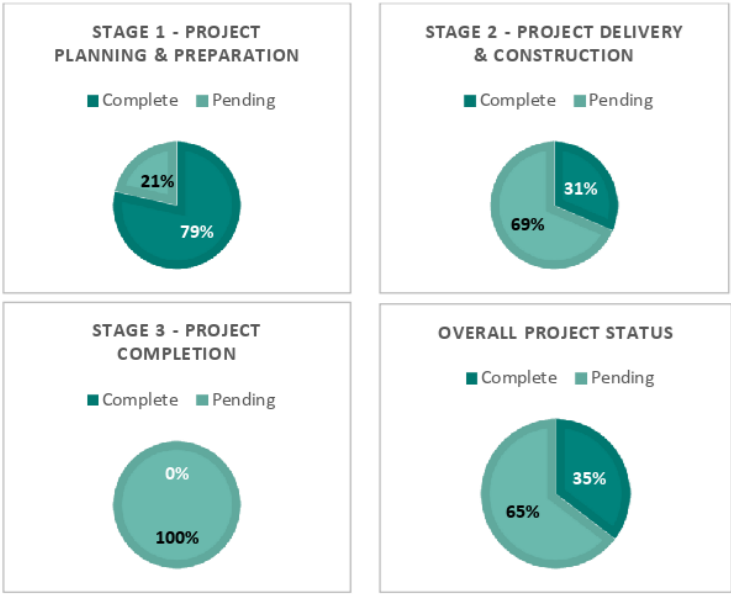 STAGE 1 - PROJECT
PLANNING & PREPARATION
Complete Pending
21%
79%
STAGE 2 - PROJECT DELIVERY
& CONSTRUCTION
Complete Pending
31%
69%
STAGE 3 - PROJECT
COMPLETION
Complete Pending
0%
100%
OVERALL PROJECT STATUS
Complete Pending
35%
65%